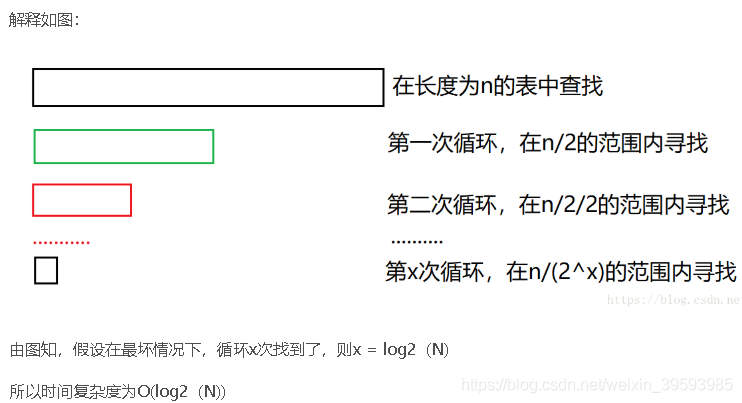 解释如图：
在长度为n的表中查找
第一次循环，在n/2的范围内寻找
第二次循环，在n/2/2的范围内寻找
........... ..........
第x次循环，在n/(2^x)的范围内寻找
https://blog.csdn.ne
由图知，假设在最坏情况下，循环x次找到了，则x = log2（N）
所以时间复杂度为O(log2（N))
https://blog.csdn.net/weixin_39593985